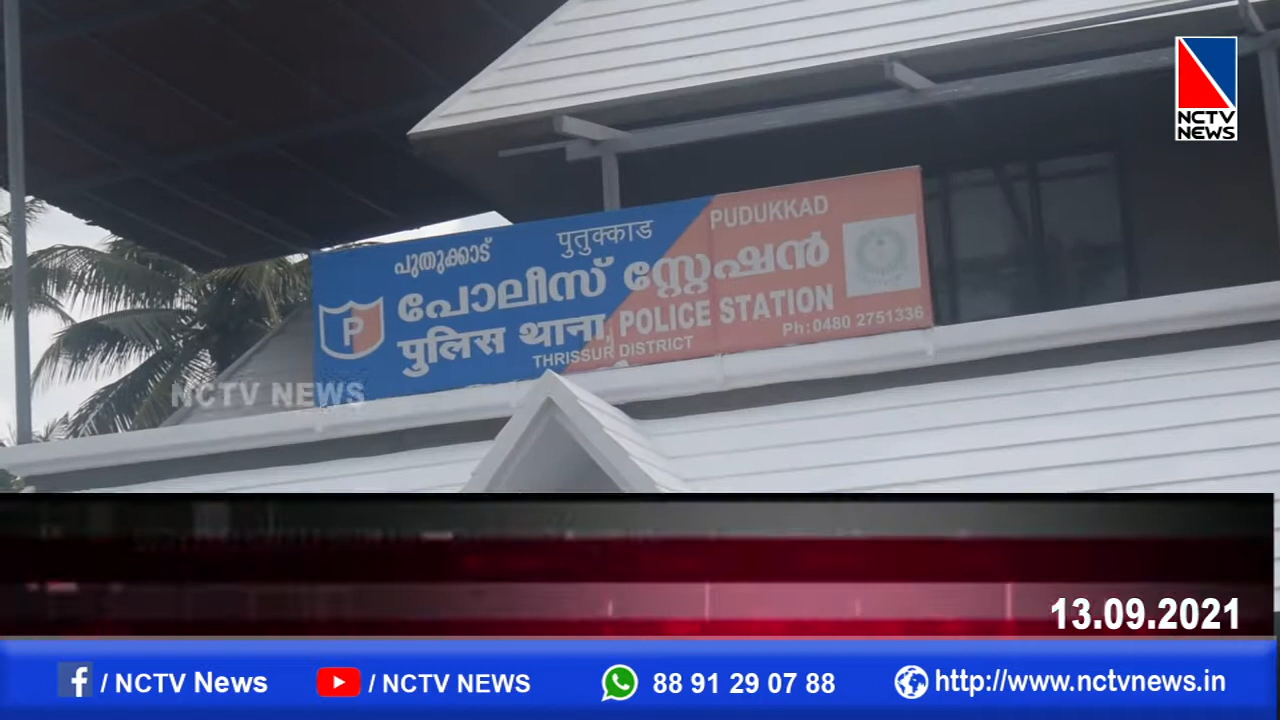 NCTV
NEWS
പുതുക്കാട് पुतुक्काड PUDUKKAD
പോലീസ് സ്റ്റേഷൻ
P
पुलिस थाना, POLICE STATION
THRISSUR DISTRICT Ph:0480 2751336
NCTV NEWS
13.09.2021
/ NCTV News / NCTV NEWS 88 91 29 07 88 http://www.nctvnews.in